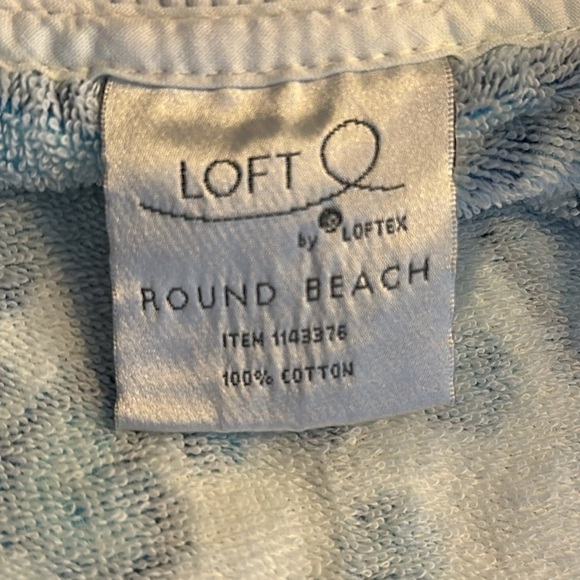 LOFT
by LOFTEX
ROUND BEACH
ITEM 1143376
100% COTTON